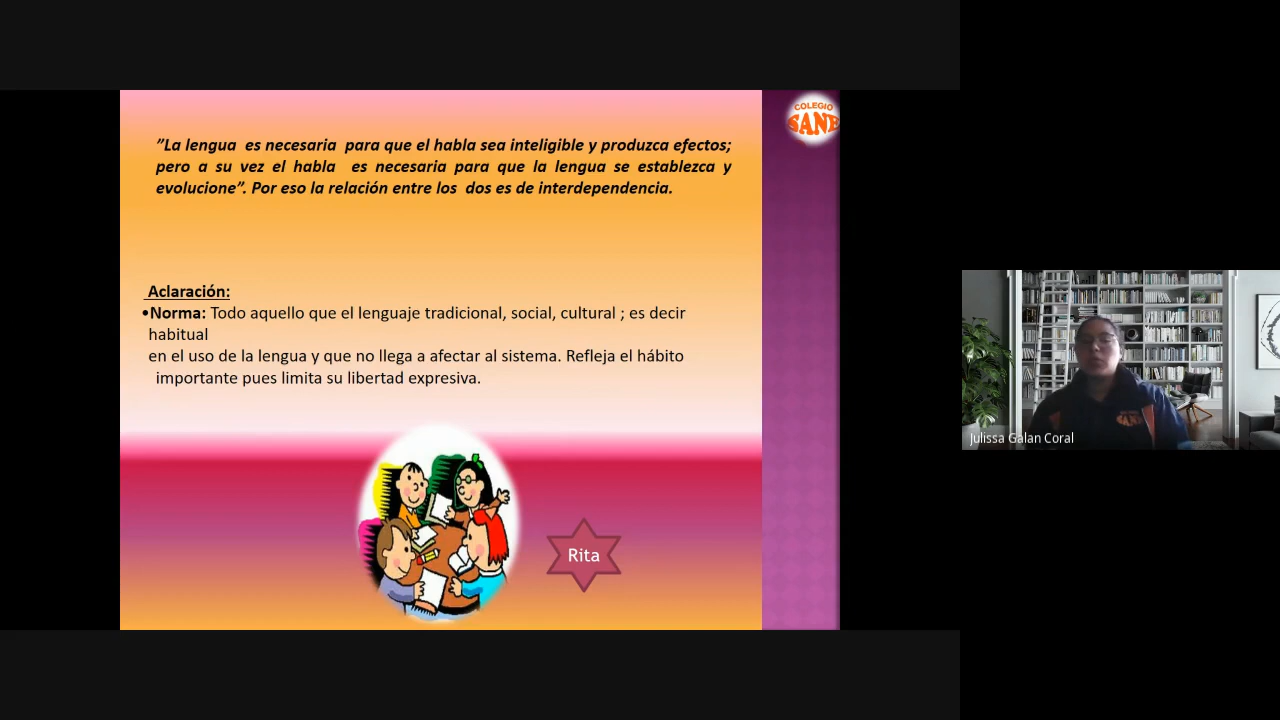 COLEGIO
SANE
”La lengua es necesaria para que el habla sea inteligible y produzca efectos;
pero a su vez el habla es necesaria para que la lengua se establezca y
evolucione”. Por eso la relación entre los dos es de interdependencia.
Aclaración:
•Norma: Todo aquello que el lenguaje tradicional, social, cultural ; es decir
habitual
en el uso de la lengua y que no llega a afectar al sistema. Refleja el hábito
importante pues limita su libertad expresiva.
Rita
Julissa Galan Coral